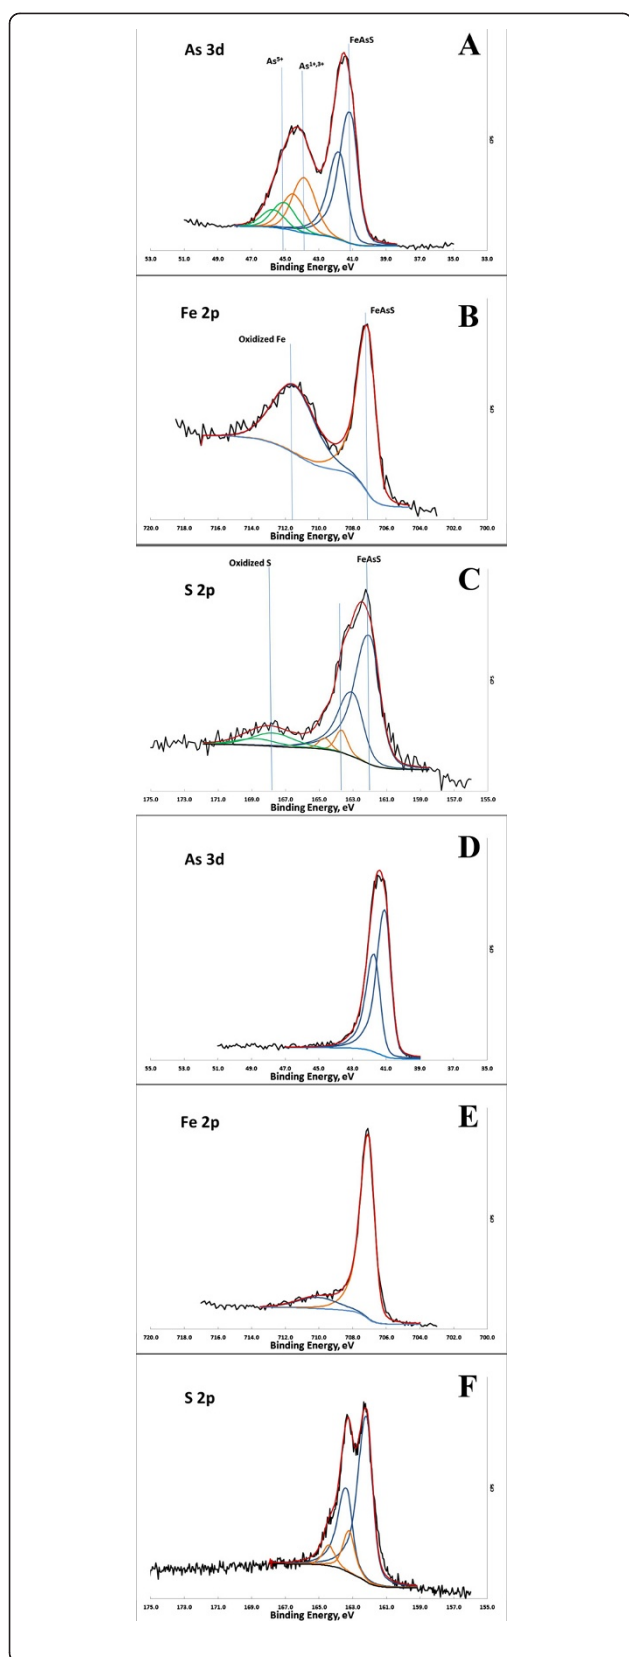 As 3d
A
FeAsS
As⁵⁺
As¹⁺,³⁺
53.0 51.0 49.0 47.0 45.0 43.0 41.0 39.0 37.0 35.0 33.0
Binding Energy, eV
Fe 2p
B
FeAsS
Oxidized Fe
720.0 718.0 716.0 714.0 712.0 710.0 708.0 706.0 704.0 702.0 700.0
Binding Energy, eV
Oxidized S
FeAsS
C
S 2p
175.0 173.0 171.0 169.0 167.0 165.0 163.0 161.0 159.0 157.0 155.0
Binding Energy, eV
As 3d
D
55.0 53.0 51.0 49.0 47.0 45.0 43.0 41.0 39.0 37.0 35.0
Binding Energy, eV
Fe 2p
E
720.0 718.0 716.0 714.0 712.0 710.0 708.0 706.0 704.0 702.0 700.0
Binding Energy, eV
S 2p
F
175.0 173.0 171.0 169.0 167.0 165.0 163.0 161.0 159.0 157.0 155.0
Binding Energy, eV